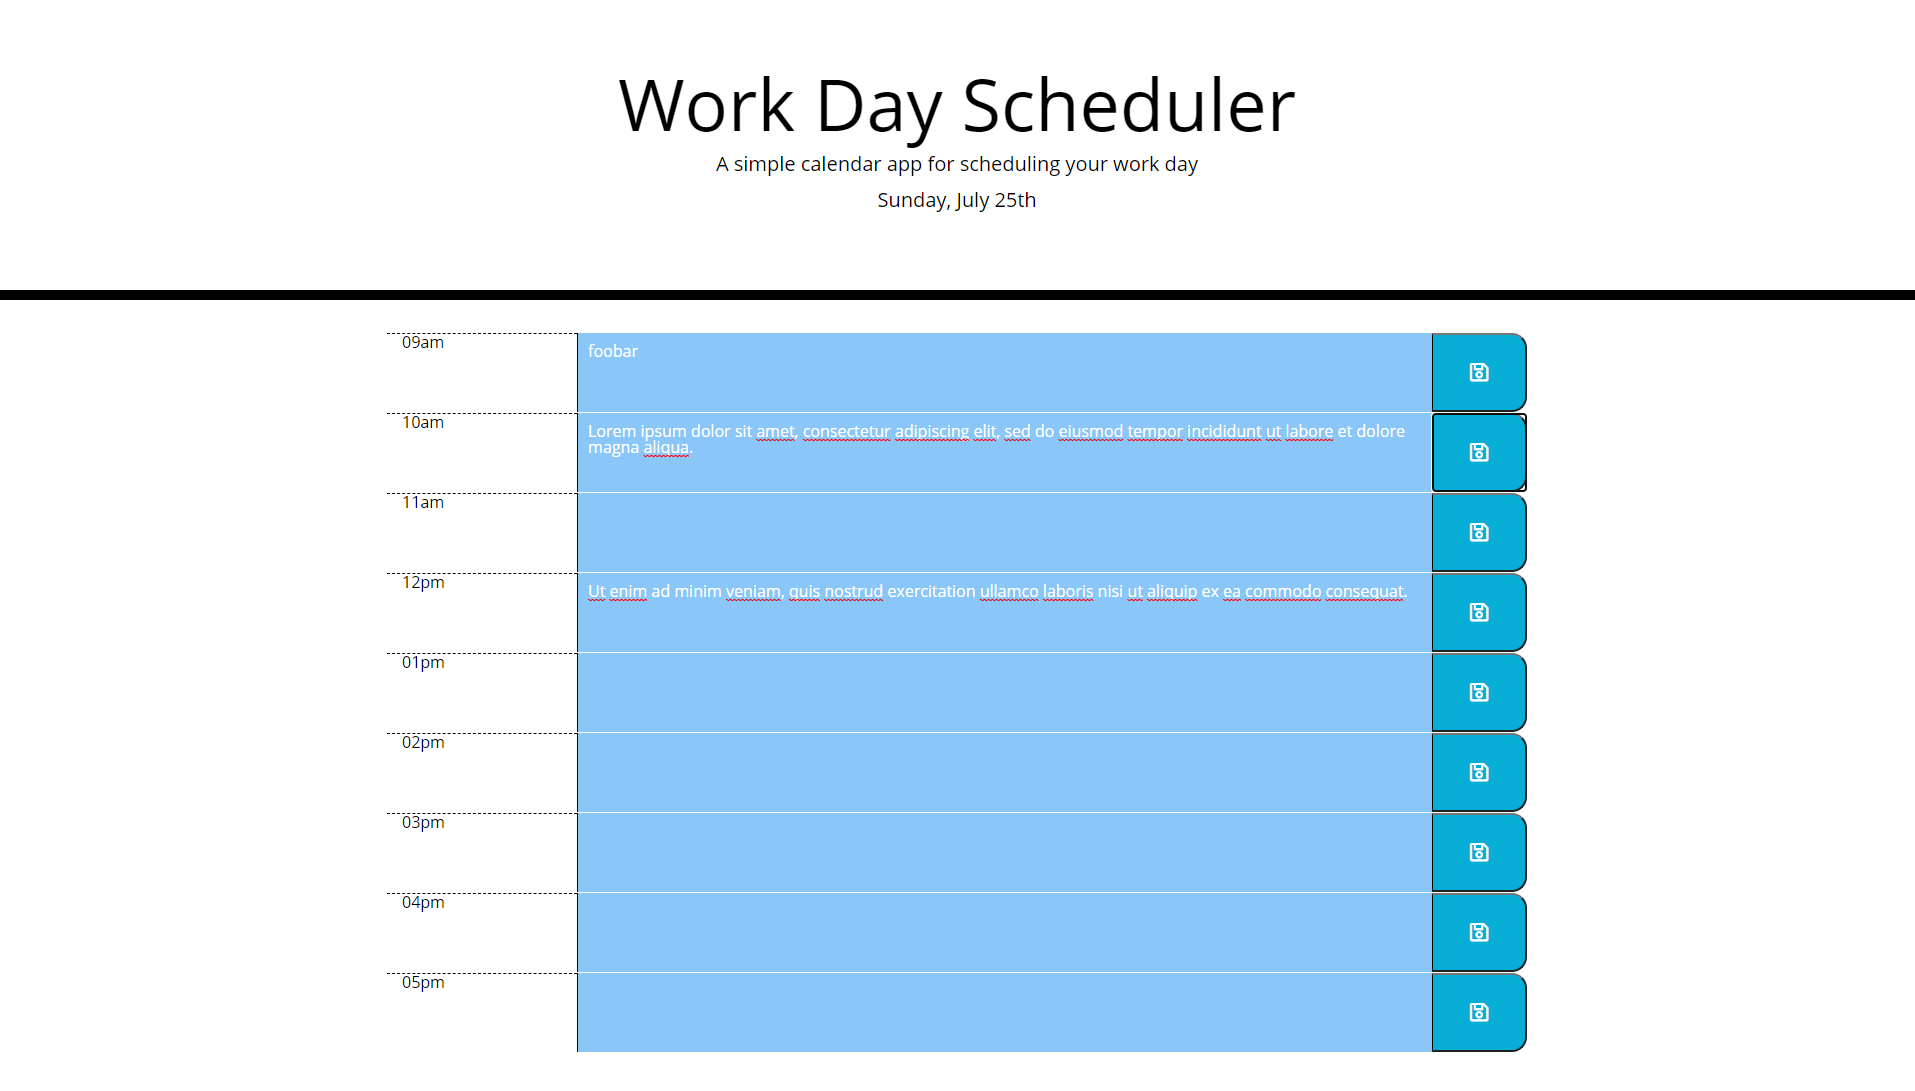 Work Day Scheduler
A simple calendar app for scheduling your work day
Sunday, July 25th
09am
foobar
10am
Lorem ipsum dolor sit amet, consectetur adipiscing elit, sed do eiusmod tempor incididunt ut labore et dolore
magna aliqua.
11am
12pm
Ut enim ad minim veniam, quis nostrud exercitation ullamco laboris nisi ut aliquip ex ea commodo consequat.
01pm
02pm
03pm
04pm
05pm